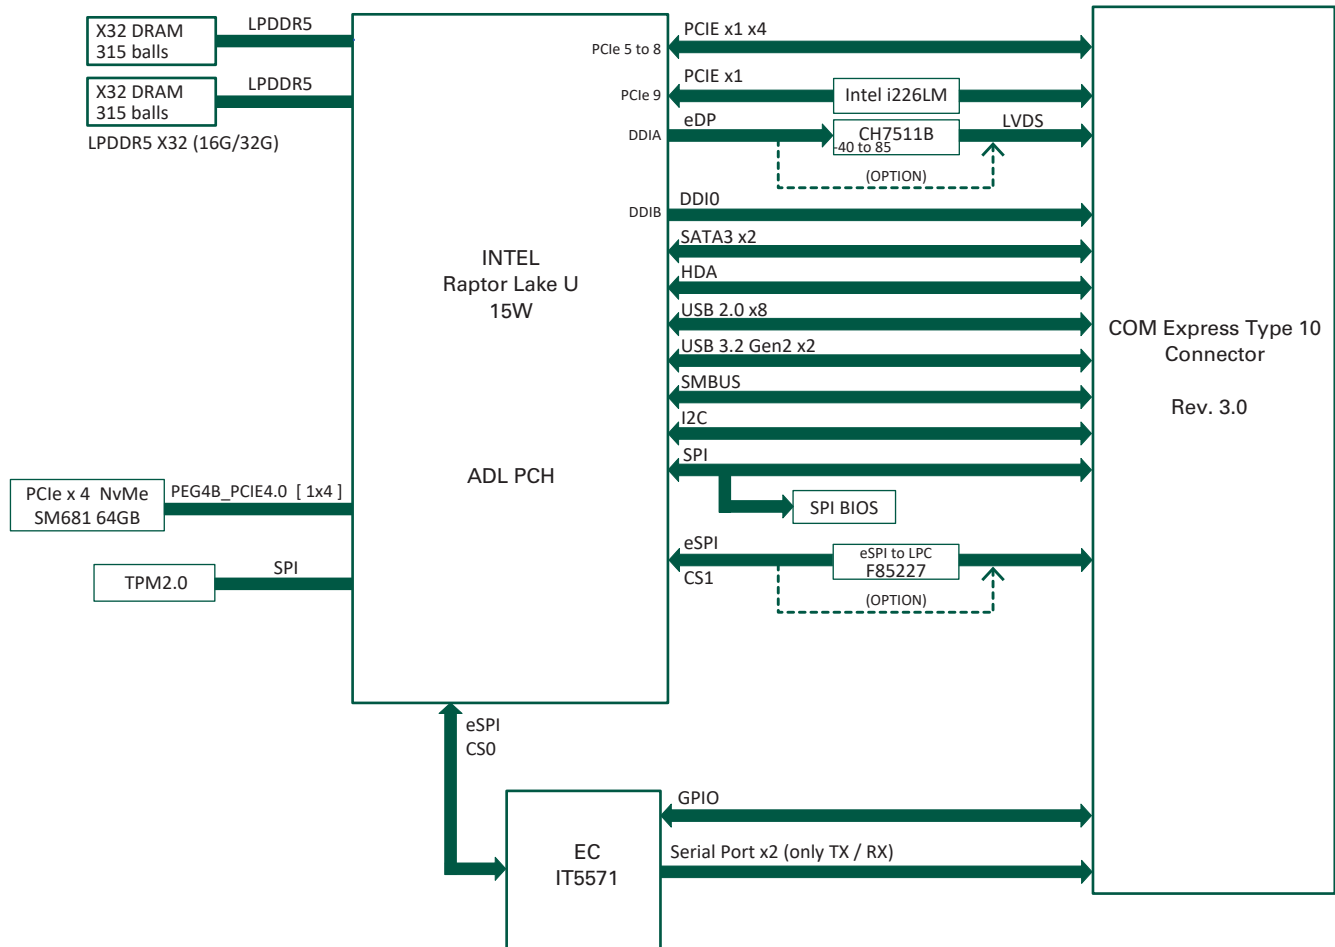 X32 DRAM
315 balls
LPDDR5
X32 DRAM
315 balls
LPDDR5
LPDDR5 X32 (16G/32G)
PCIe x 4 NvMe
SM681 64GB
PEG4B_PCIE4.0 [ 1x4 ]
TPM2.0
SPI
INTEL
Raptor Lake U
15W
ADL PCH
PCIe 5 to 8
PCIe 9
DDIA
DDIB
PCIE x1 x4
PCIE x1
Intel i226LM
eDP
CH7511B
-40 to 85
LVDS
(OPTION)
DDI0
SATA3 x2
HDA
USB 2.0 x8
USB 3.2 Gen2 x2
SMBUS
I2C
SPI
SPI BIOS
eSPI
CS1
eSPI to LPC
F85227
(OPTION)
COM Express Type 10
Connector
Rev. 3.0
eSPI
CS0
EC
IT5571
GPIO
Serial Port x2 (only TX / RX)